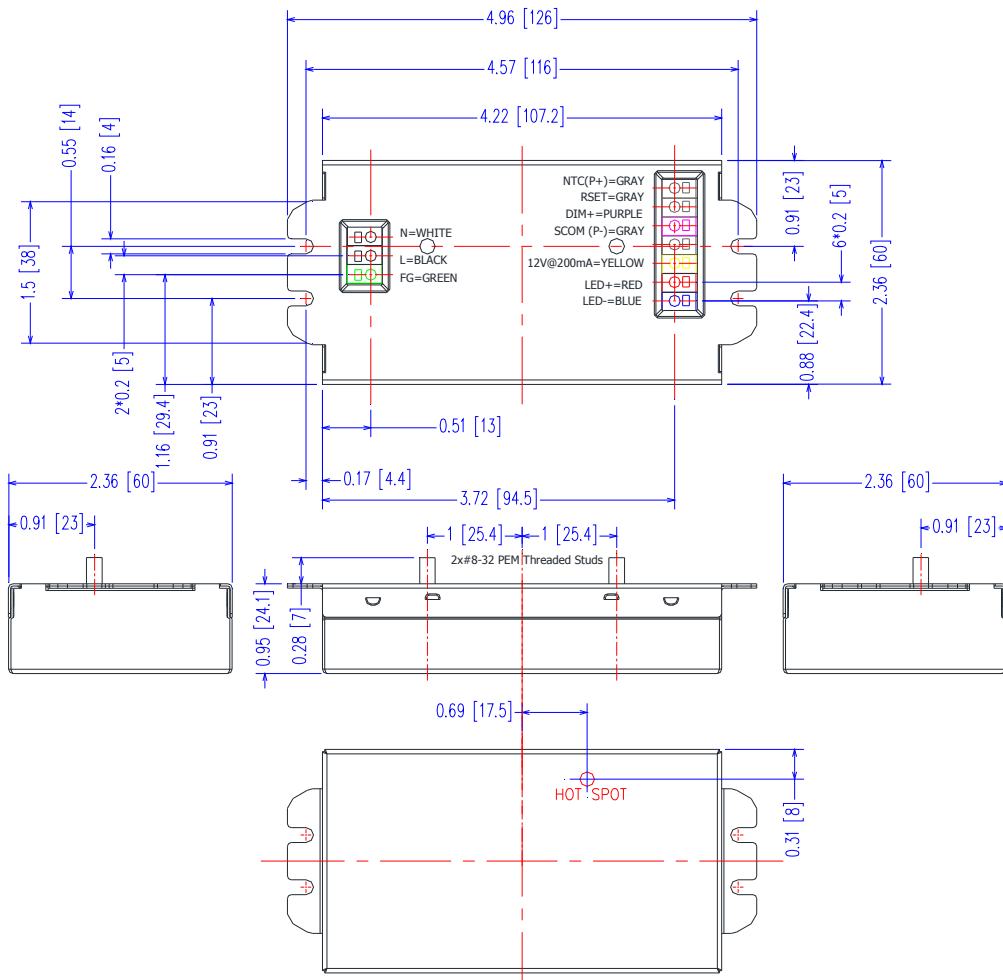 4.96 [126]
4.57 [116]
4.22 [107.2]
0.55 [14]
0.16 [4]
1.5 [38]
NTC(P+)=GRAY
RSET=GRAY
DIM+=PURPLE
SCOM (P-)=GRAY
12V@200mA=YELLOW
LED+=RED
LED-=BLUE
N=WHITE
L=BLACK
FG=GREEN
0.91 [23]
6*0.2 [5]
2.36 [60]
0.88 [22.4]
2*0.2 [5]
1.16 [29.4]
0.91 [23]
0.51 [13]
0.17 [4.4]
3.72 [94.5]
2.36 [60]
0.91 [23]
1 [25.4]
1 [25.4]
2x#8-32 PEM Threaded Studs
2.36 [60]
0.91 [23]
0.95 [24.1]
0.28 [7]
0.69 [17.5]
HOT SPOT
0.31 [8]